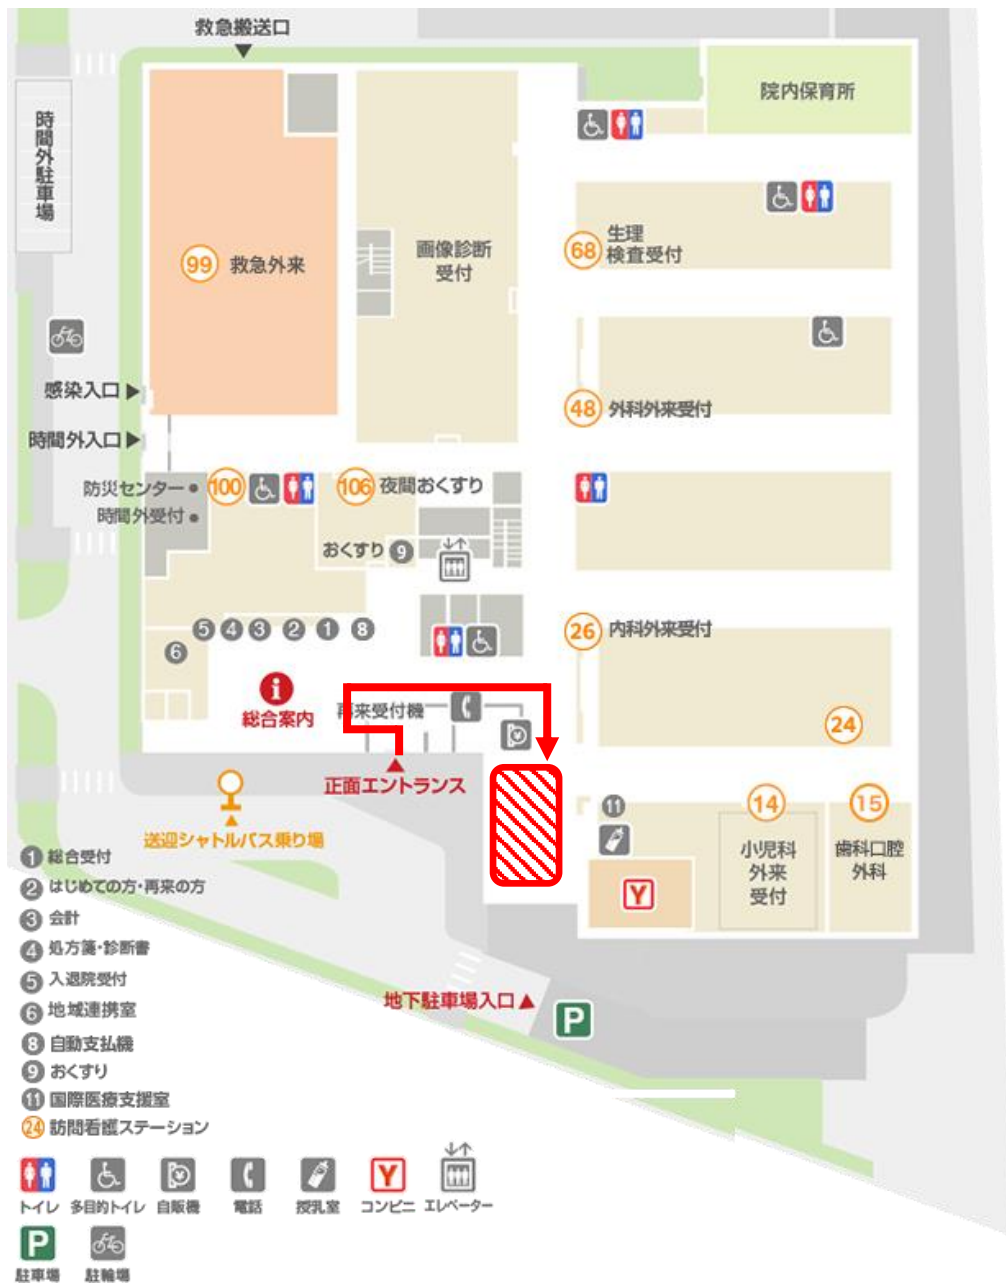 救急搬送口
院内保育所
時間外駐車場
99 救急外来
画像診断
受付
68 生理
検査受付
感染入口
48 外科外来受付
時間外入口
防災センター
100
106 夜間おくすり
時間外受付
おくすり 9
5 4 3 2 1 8
6
26 内科外来受付
i
総合案内
再来受付機
24
正面エントランス
送迎シャトルバス乗り場
11
14
小児科
外来
受付
15
歯科口腔
外科
Y
地下駐車場入口
P
1 総合受付
2 はじめての方・再来の方
3 会計
4 処方箋・診断書
5 入退院受付
6 地域連携室
8 自動支払機
9 おくすり
11 国際医療支援室
24 訪問看護ステーション
トイレ
多目的トイレ
自販機
電話
授乳室
Y
コンビニ
エレベーター
P
駐車場
駐輪場